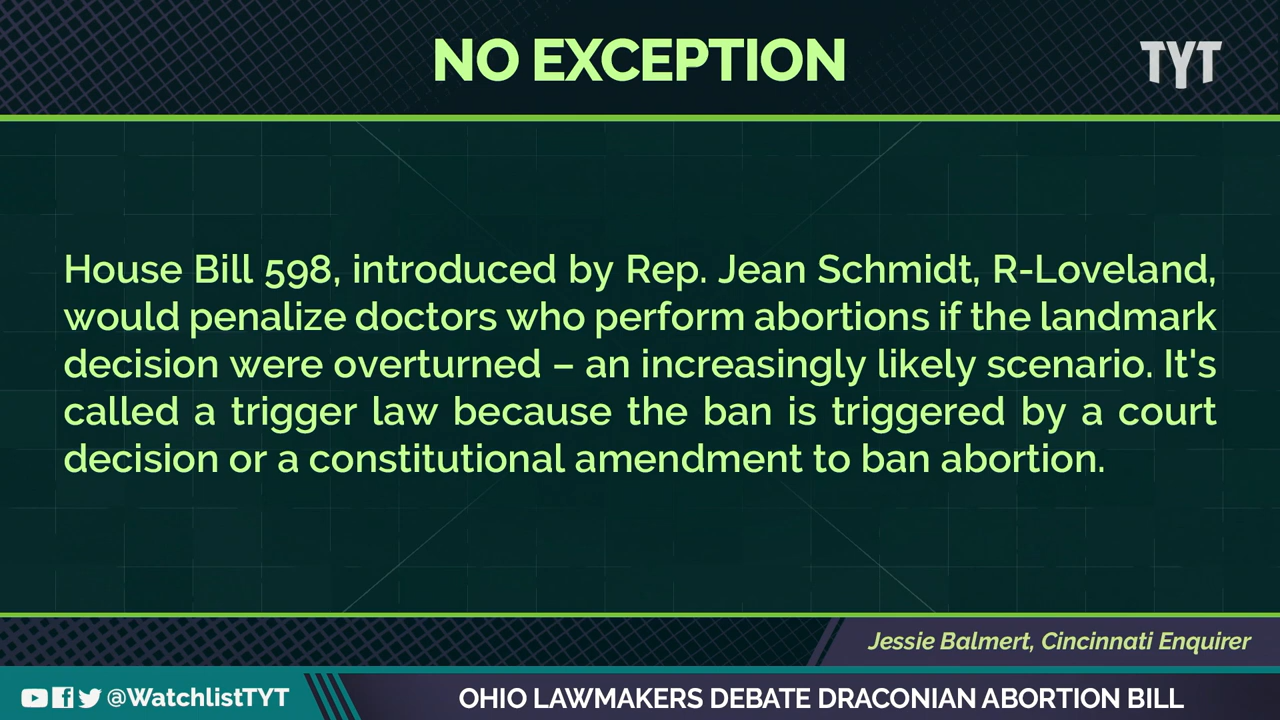 NO EXCEPTION
TYT
House Bill 598, introduced by Rep. Jean Schmidt, R-Loveland,
would penalize doctors who perform abortions if the landmark
decision were overturned – an increasingly likely scenario. It's
called a trigger law because the ban is triggered by a court
decision or a constitutional amendment to ban abortion.
Jessie Balmert, Cincinnati Enquirer
@WatchlistTYT
OHIO LAWMAKERS DEBATE DRACONIAN ABORTION BILL